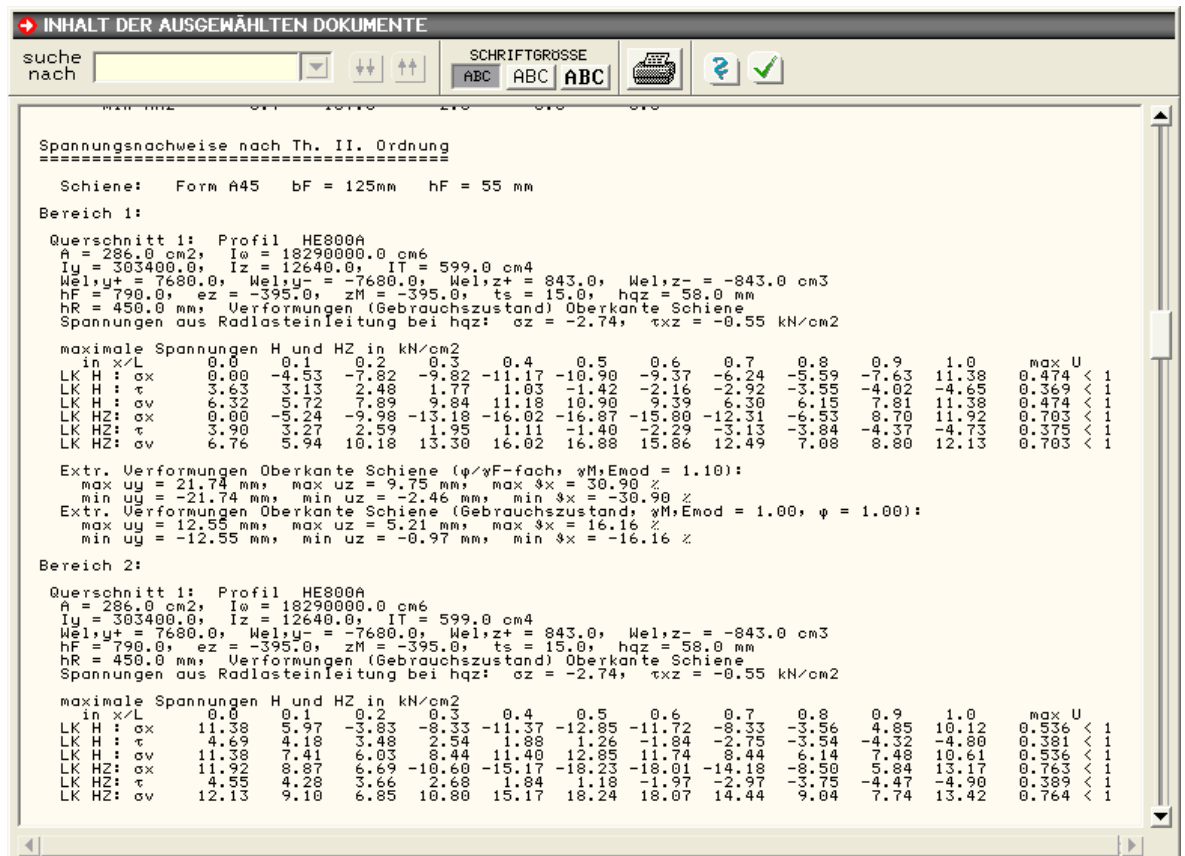 INHALT DER AUSGEWÄHLTEN DOKUMENTE
suche nach
SCHRIFTGRÖSSE
ABC ABC ABC
Spannungsnachweise nach Th. II. Ordnung
=======================================
Schiene: Form A45 bF = 125mm hF = 55 mm
Bereich 1:
Querschnitt 1: Profil HE800A
A = 286.0 cm2, Iω = 18290000.0 cm6
Iy = 303400.0, Iz = 12640.0, IT = 599.0 cm4
Wel,y+ = 7680.0, Wel,y- = -7680.0, Wel,z+ = 843.0, Wel,z- = -843.0 cm3
hF = 790.0, ez = -395.0, zM = -395.0, ts = 15.0, hqz = 58.0 mm
hR = 450.0 mm, Verformungen (Gebrauchszustand) Oberkante Schiene
Spannungen aus Radlasteinleitung bei hqz: σz = -2.74, τxz = -0.55 kN/cm2
maximale Spannungen H und HZ in kN/cm2
in x/L 0.0 0.1 0.2 0.3 0.4 0.5 0.6 0.7 0.8 0.9 1.0 max U
LK H : σx 0.00 -4.53 -7.82 -9.82 -11.17 -10.90 -9.37 -6.24 -5.59 -7.63 11.38 0.474 < 1
LK H : τ 3.63 3.13 2.48 1.77 1.03 -1.42 -2.16 -2.92 -3.55 -4.02 -4.65 0.369 < 1
LK H : σv 6.32 5.72 7.89 9.84 11.18 10.90 9.39 6.30 6.15 7.81 11.38 0.474 < 1
LK HZ: σx 0.00 -5.24 -9.98 -13.18 -16.02 -16.87 -15.80 -12.31 -6.53 8.70 11.92 0.703 < 1
LK HZ: τ 3.90 3.27 2.59 1.95 1.11 -1.40 -2.29 -3.13 -3.84 -4.37 -4.73 0.375 < 1
LK HZ: σv 6.76 5.94 10.18 13.30 16.02 16.88 15.86 12.49 7.08 8.80 12.13 0.703 < 1
Extr. Verformungen Oberkante Schiene (φ/γF-fach, γM,Emod = 1.10):
max uy = 21.74 mm, max uz = 9.75 mm, max ϑx = 30.90 %
min uy = -21.74 mm, min uz = -2.46 mm, min ϑx = -30.90 %
Extr. Verformungen Oberkante Schiene (Gebrauchszustand, γM,Emod = 1.00, φ = 1.00):
max uy = 12.55 mm, max uz = 5.21 mm, max ϑx = 16.16 %
min uy = -12.55 mm, min uz = -0.97 mm, min ϑx = -16.16 %
Bereich 2:
Querschnitt 1: Profil HE800A
A = 286.0 cm2, Iω = 18290000.0 cm6
Iy = 303400.0, Iz = 12640.0, IT = 599.0 cm4
Wel,y+ = 7680.0, Wel,y- = -7680.0, Wel,z+ = 843.0, Wel,z- = -843.0 cm3
hF = 790.0, ez = -395.0, zM = -395.0, ts = 15.0, hqz = 58.0 mm
hR = 450.0 mm, Verformungen (Gebrauchszustand) Oberkante Schiene
Spannungen aus Radlasteinleitung bei hqz: σz = -2.74, τxz = -0.55 kN/cm2
maximale Spannungen H und HZ in kN/cm2
in x/L 0.0 0.1 0.2 0.3 0.4 0.5 0.6 0.7 0.8 0.9 1.0 max U
LK H : σx 11.38 5.97 -3.83 -8.33 -11.37 -12.85 -11.72 -8.33 -3.56 4.85 10.12 0.536 < 1
LK H : τ 4.69 4.18 3.48 2.54 1.88 1.26 -1.84 -2.75 -3.54 -4.32 -4.80 0.381 < 1
LK H : σv 11.38 7.41 6.03 8.44 11.40 12.85 11.74 8.44 6.14 7.48 10.61 0.536 < 1
LK HZ: σx 11.92 8.87 6.69 -10.60 -15.17 -18.23 -18.01 -14.18 -8.50 5.84 13.17 0.763 < 1
LK HZ: τ 4.55 4.28 3.66 2.68 1.84 1.18 -1.97 -2.97 -3.75 -4.47 -4.90 0.389 < 1
LK HZ: σv 12.13 9.10 6.85 10.80 15.17 18.24 18.07 14.44 9.04 7.74 13.42 0.764 < 1